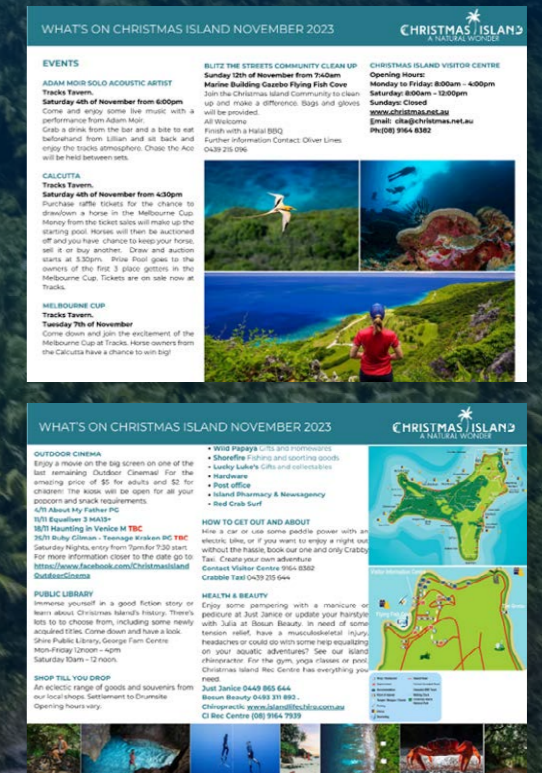 WHAT'S ON CHRISTMAS ISLAND NOVEMBER 2023
CHRISTMAS ISLAND
A NATURAL WONDER
EVENTS
ADAM MOIR SOLO ACOUSTIC ARTIST
Tracks Tavern.
Saturday 4th of November from 6:00pm
Come and enjoy some live music with a
performance from Adam Moir.
Grab a drink from the bar and a bite to eat
beforehand from Lilian and sit back and
enjoy the tracks atmosphere. Chase the Ace
will be held between sets.
CALCUTTA
Tracks Tavern.
Saturday 4th of November from 4:30pm
Purchase raffle tickets for the chance to
draw/own a horse in the Melbourne Cup.
Money from the ticket sales will make up the
starting pool. Horses will then be auctioned
off and you have chance to keep your horse,
sell it or buy another. Draw and auction
starts at 5:30pm. Prize Pool goes to the
owners of the first 3 place getters in the
Melbourne Cup. Tickets are on sale now at
Tracks.
MELBOURNE CUP
Tracks Tavern.
Tuesday 7th of November
Come down and join the excitement of the
Melbourne Cup at Tracks. Horse owners from
the Calcutta have a chance to win big!
BLITZ THE STREETS COMMUNITY CLEAN UP
Sunday 12th of November from 7:40am
Marine Building Gazebo Flying Fish Cove
Join the Christmas Island Community to clean
up and make a difference. Bags and gloves
will be provided.
All Welcome
Finish with a Halal BBQ
Further information Contact: Oliver Lines
0439 215 096
CHRISTMAS ISLAND VISITOR CENTRE
Opening Hours:
Monday to Friday: 8:00am – 4:00pm
Saturday: 8:00am – 12:00pm
Sundays: Closed
www.christmas.net.au
Email: cita@christmas.net.au
Ph:(08) 9164 8382
WHAT'S ON CHRISTMAS ISLAND NOVEMBER 2023
CHRISTMAS ISLAND
A NATURAL WONDER
OUTDOOR CINEMA
Enjoy a movie on the big screen on one of the
last remaining Outdoor Cinemas! For the
amazing price of $5 for adults and $2 for
children! The kiosk will be open for all your
popcorn and snack requirements.
4/11 About My Father PG
11/11 Equaliser 3 MA15+
18/11 Haunting in Venice M TBC
25/11 Ruby Gilman - Teenage Kraken PG TBC
Saturday Nights, entry from 7pm for 7:30 start
For more information closer to the date go to:
https://www.facebook.com/ChristmasIsland
OutdoorCinema
PUBLIC LIBRARY
Immerse yourself in a good fiction story or
learn about Christmas Island's history. There's
lots to to choose from, including some newly
acquired titles. Come down and have a look.
Shire Public Library, George Fam Centre
Mon-Friday 12noon – 4pm
Saturday 10am – 12 noon.
SHOP TILL YOU DROP
An eclectic range of goods and souvenirs from
our local shops. Settlement to Drumsite
Opening hours vary.
• Wild Papaya Gifts and Homewares
• Shorefire Fishing and sporting goods
• Lucky Luke's Gifts and collectables
• Hardware
• Post office
• Island Pharmacy & Newsagency
• Red Crab Surf
HOW TO GET OUT AND ABOUT
Hire a car or use some paddle power with an
electric bike, or if you want to enjoy a night out
without the hassle, book our one and only Crabby
Taxi. Create your own adventure
Contact Visitor Centre 9164 8382
Crabbie Taxi 0439 215 644
HEALTH & BEAUTY
Enjoy some pampering with a manicure or
pedicure at Just Janice or update your hairstyle
with Julia at Bosun Beauty. In need of some
tension relief, have a musculoskeletal injury,
headaches or could do with some help equalizing
on your aquatic adventures? See our island
chiropractor. For the gym, yoga classes or pool,
Christmas Island Rec Centre has everything you
need.
Just Janice 0449 865 644
Bosun Beauty 0493 311 892.
Chiropractic www.islandlifechiro.com.au
CI Rec Centre (08) 9164 7939